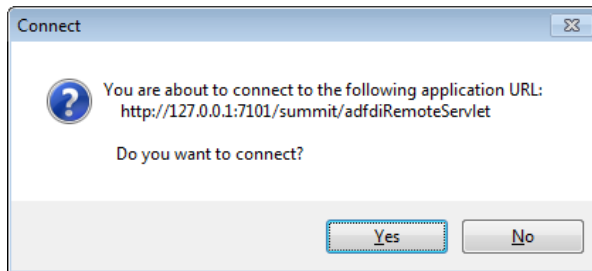 Connect
You are about to connect to the following application URL:
http://127.0.0.1:7101/summit/adfdiRemoteServlet
Do you want to connect?
Yes No